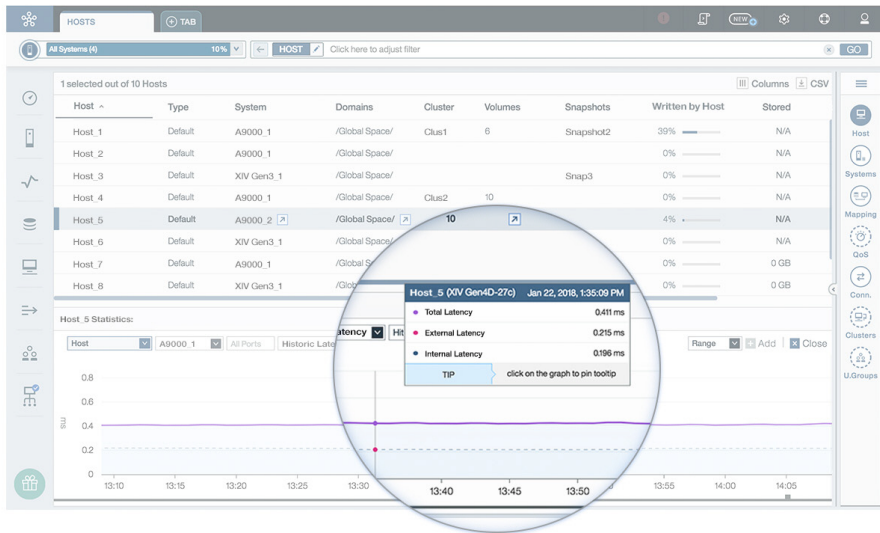 HOSTS
TAB
NEW
All Systems (4) 10% HOST Click here to adjust filter GO
1 selected out of 10 Hosts Columns CSV
Host Type System Domains Cluster Volumes Snapshots Written by Host Stored
Host_1 Default A9000_1 /Global Space/ Clus1 6 Snapshot2 39% N/A
Host_2 Default A9000_1 /Global Space/ 0% N/A
Host_3 Default XIV Gen3_1 /Global Space/ Snap3 0% N/A
Host_4 Default A9000_1 /Global Space/ Clus2 10 0% N/A
Host_5 Default A9000_2 /Global Space/ 10 4% N/A
Host_6 Default XIV Gen3_1 /Global Space/ 0% N/A
Host_7 Default A9000_1 /Global S 0% 0 GB
Host_8 Default XIV Gen3_1 /Glob 0% 0 GB
Host
Systems
Mapping
QoS
Conn.
Clusters
U.Groups
Host_5 Statistics:
Host A9000_1 All Ports Historic Late
atency Hit
Range Add Close
Host_5 (XIV Gen4D-27c) Jan 22, 2018, 1:35:09 PM
Total Latency 0.411 ms
External Latency 0.215 ms
Internal Latency 0.196 ms
TIP click on the graph to pin tooltip
ms
0.8
0.6
0.4
0.2
0
13:10 13:15 13:20 13:25 13:30 13:40 13:45 13:50 13:55 14:00 14:05